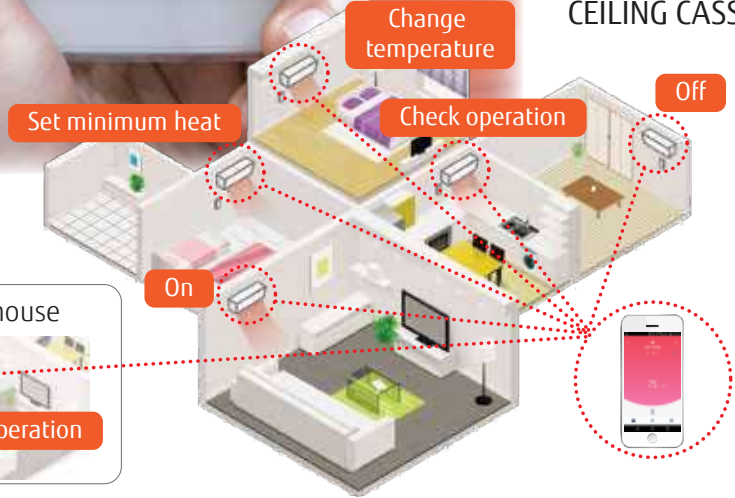 CEILING CASS
Change
temperature
Off
Set minimum heat
Check operation
On
house
peration